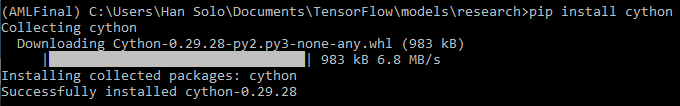 (AMLFinal) C:\Users\Han Solo\Documents\TensorFlow\models\research>pip install cython
Collecting cython
  Downloading Cython-0.29.28-py2.py3-none-any.whl (983 kB)
     |████████████████████████████████| 983 kB 6.8 MB/s
Installing collected packages: cython
Successfully installed cython-0.29.28